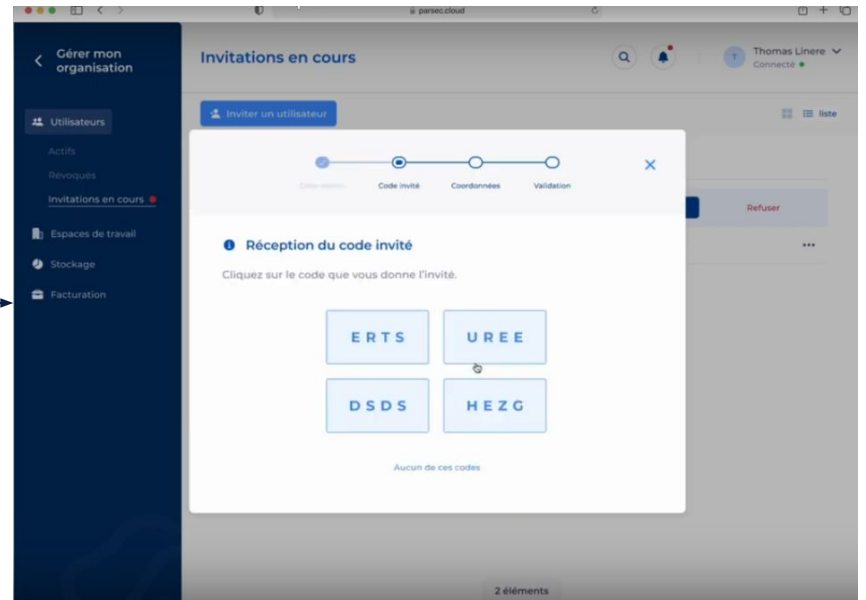 parsec.cloud
Gérer mon
organisation
Invitations en cours
T
Thomas Linere
Connecté
Utilisateurs
Inviter un utilisateur
liste
Actifs
Révoqués
Invitations en cours
Code invité
Coordonnées
Validation
Refuser
Espaces de travail
Réception du code invité
Stockage
Cliquez sur le code que vous donne l'invité.
Facturation
ERTS
UREE
DSDS
HEZG
Aucun de ces codes
2 éléments